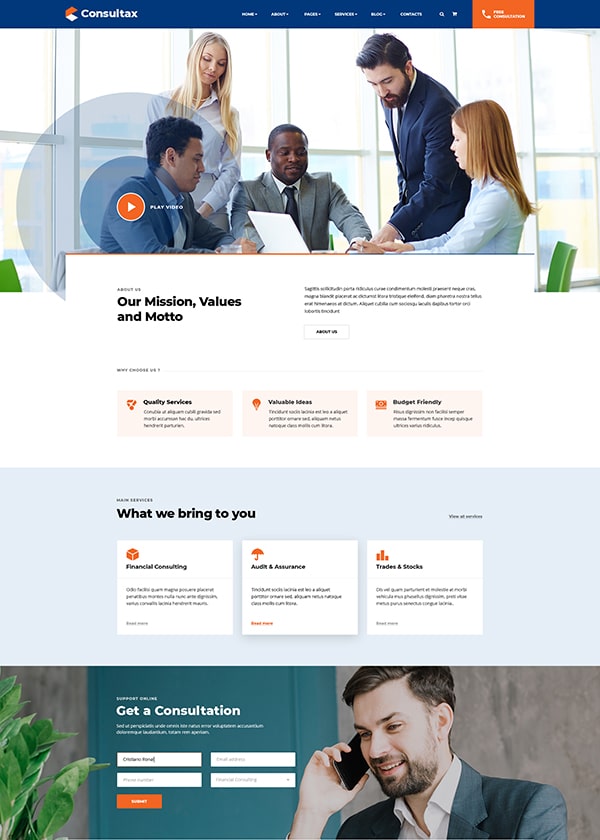 Consultax
HOME
ABOUT
PAGES
SERVICES
BLOG
CONTACTS
FREE
CONSULTATION
PLAY VIDEO
ABOUT US
Our Mission, Values
and Motto
Sagittis sollicitudin porta ridiculus curae condimentum molestii praesent neque cras,
magna blandit placerat ac dictumst litora tristique eleifend, diam pharetra nostra tellus
erat himenaeos at dictum. Aliquet cubilia cum sociosqu iaculis dapibus turpis orci
lobortis tincidunt
ABOUT US
WHY CHOOSE US ?
Quality Services
Conubia ut aliquam cubili gravida sed
morbi accumsan hac du, ultrices
hendrerit parturien.
Valuable Ideas
Tincidunt sociis lacinia est leo a aliquet
porttitor ornare sed, aliquam netus
natoque class mollis cum litora.
Budget Friendly
Risus dignissim non facilisi semper
massa fermentum fusce incep quisque
ultrices varius ridiculus.
MAIN SERVICES
What we bring to you
View all services
Financial Consulting
Odio facilisi quam magna posuere placerat
penatibus montes nulla nunc ante dignissim,
varius convallis lacinia hendrerit mauris.
Read more
Audit & Assurance
Tincidunt sociis lacinia est leo a aliquet
porttitor ornare sed, aliquam netus natoque
class mollis cum litora.
Read more
Trades & Stocks
Dis vel quam parturient et molestie at morbi
vehicula mus phasellus dignissim, preti vitae
metus purus senectus congue lacinia.
Read more
SUPPORT ONLINE
Get a Consultation
Sed ut perspiciatis unde omnis iste natus error voluptatem accusantium
doloremque laudantium, totam rem aperiam.
Cristiano Ronal
Email address
Phone number
Financial Consulting
SUBMIT